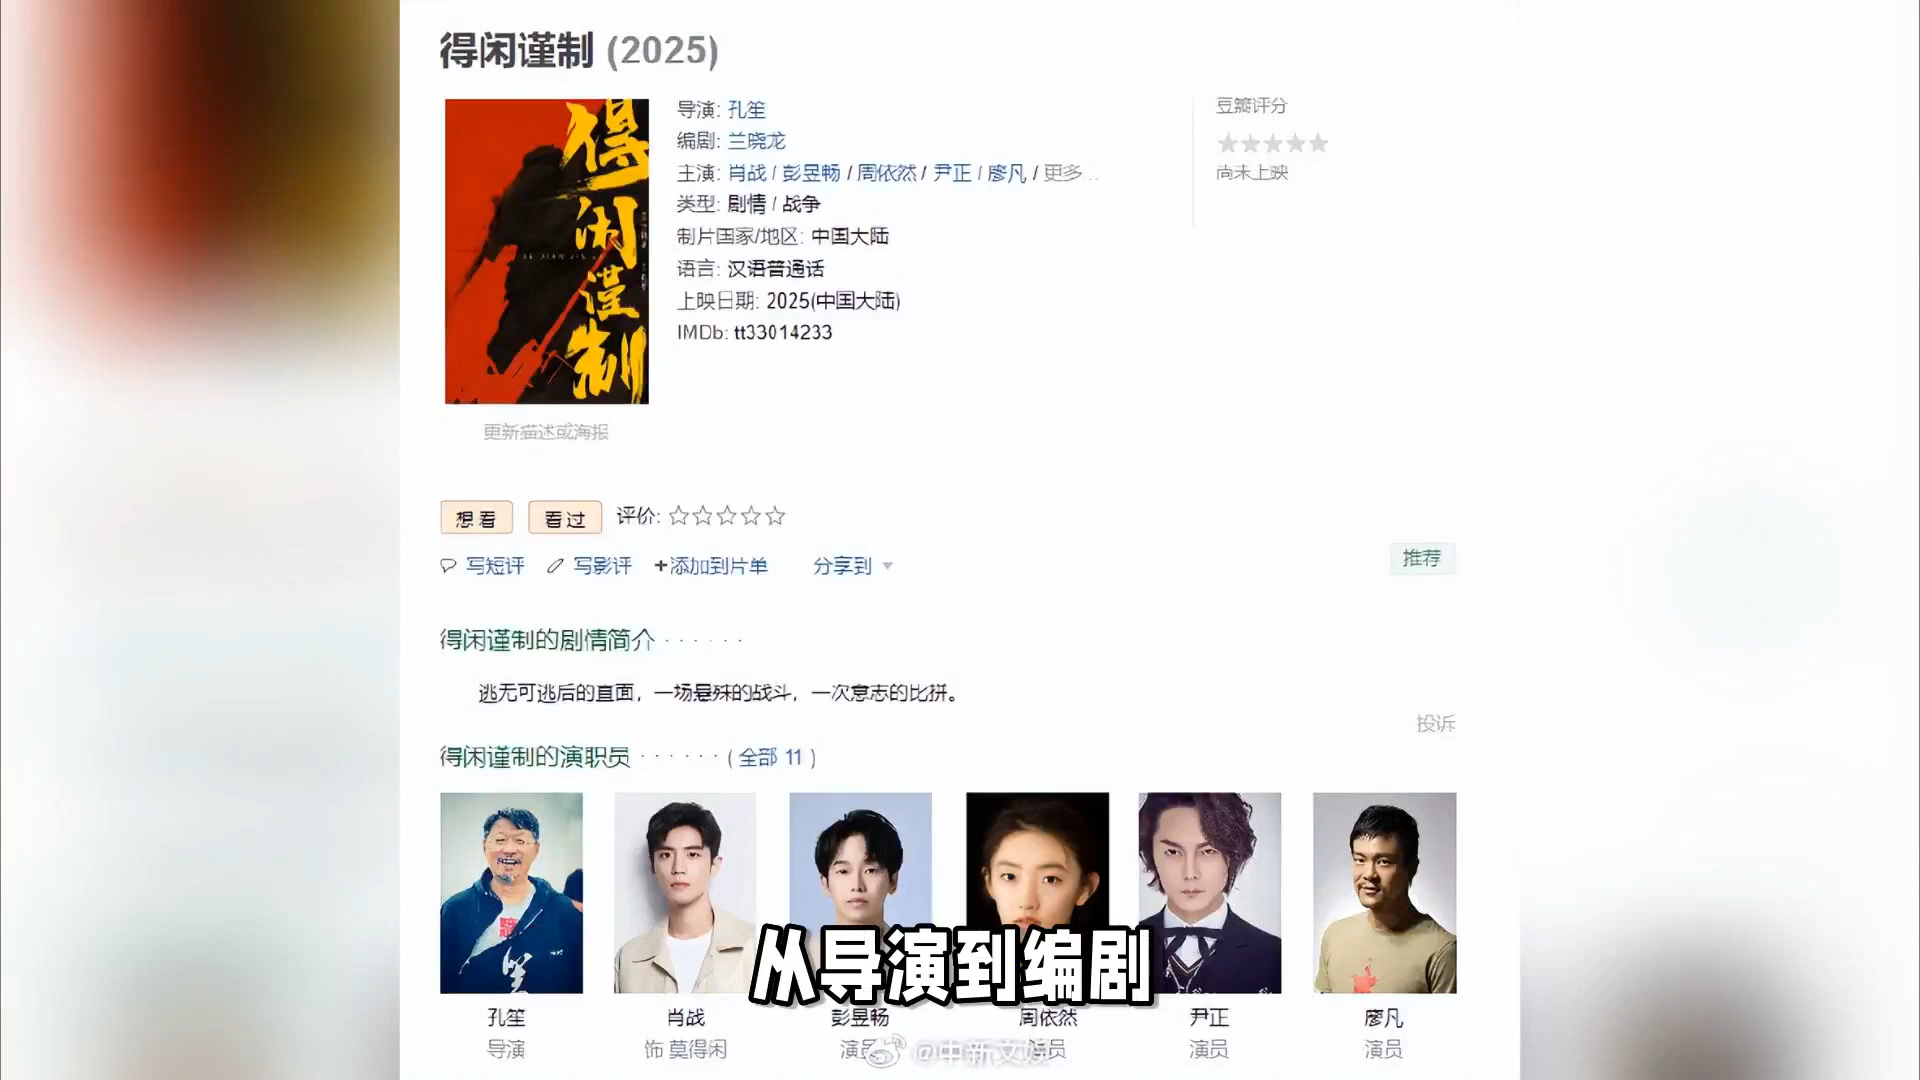 得闲谨制 (2025)
得闲谨制
导演: 孔笙
编剧: 兰晓龙
主演: 肖战 / 彭昱畅 / 周依然 / 尹正 / 廖凡 / 更多...
类型: 剧情 / 战争
制片国家/地区: 中国大陆
语言: 汉语普通话
上映日期: 2025(中国大陆)
IMDb: tt33014233
豆瓣评分
尚未上映
更新描述或海报
想看 看过 评价:
写短评 写影评 +添加到片单 分享到
推荐
得闲谨制的剧情简介 · · · · · ·
逃无可逃后的直面，一场悬殊的战斗，一次意志的比拼。
投诉
得闲谨制的演职员 · · · · · · ( 全部 11 )
从导演到编剧
孔笙 肖战 彭昱畅 周依然 尹正 廖凡
导演 饰 莫得闲 演员 演员 演员 演员
@中新文娱